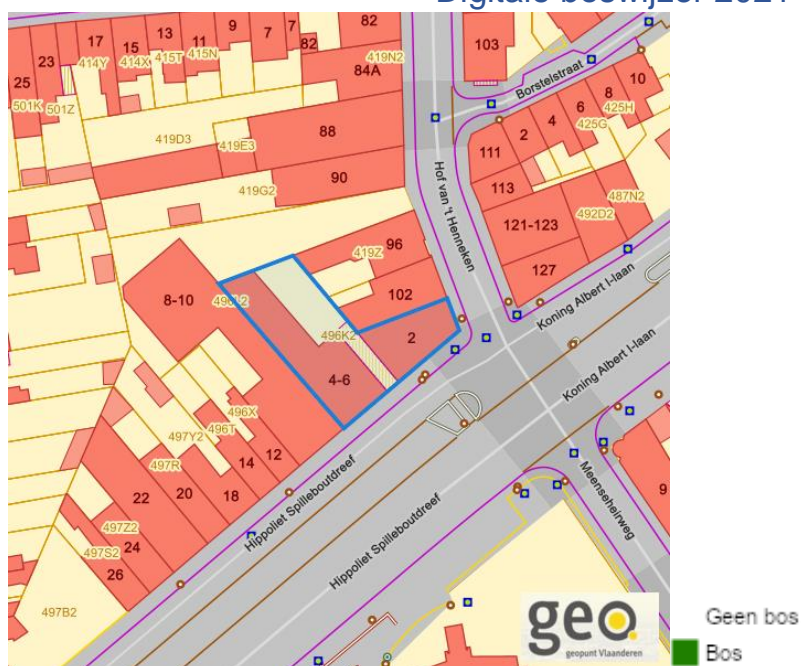 82
7
7
9
11
13
15
17
23
25
414Y
414X
415T
415N
419N2
82
84A
501K
501Z
88
419D3
419E3
90
419G2
103
Borstelstraat
10
8
6
4
2
425H
425G
111
113
487N2
492D2
121-123
127
Hof van 't Henneken
96
419Z
102
8-10
496L2
496K2
2
4-6
Koning Albert I-laan
Koning Albert I-laan
496X
496T
497Y2
497R
12
14
18
20
22
24
26
497Z2
497S2
497B2
Hippoliet Spilleboutdreef
Hippoliet Spilleboutdreef
Meenseheirweg
9
geo.
geopunt Vlaanderen
Geen bos
Bos